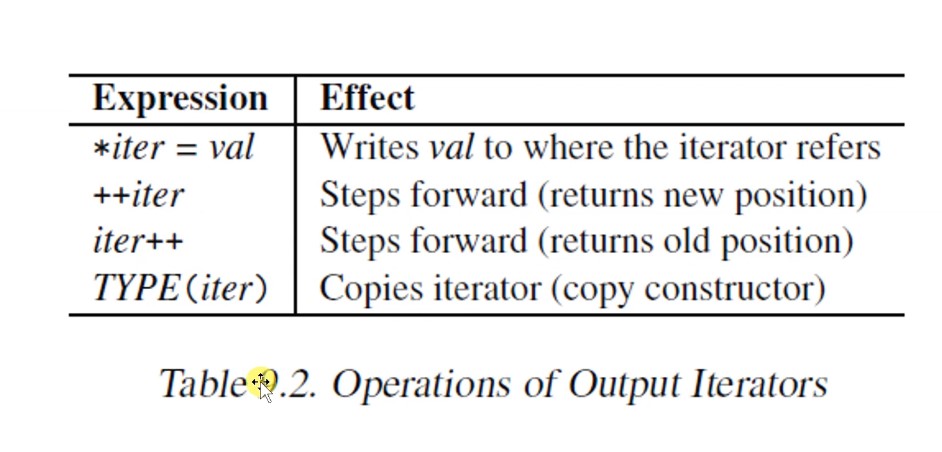 Expression Effect
*iter = val Writes val to where the iterator refers
++iter Steps forward (returns new position)
iter++ Steps forward (returns old position)
TYPE(iter) Copies iterator (copy constructor)
Table 9.2. Operations of Output Iterators